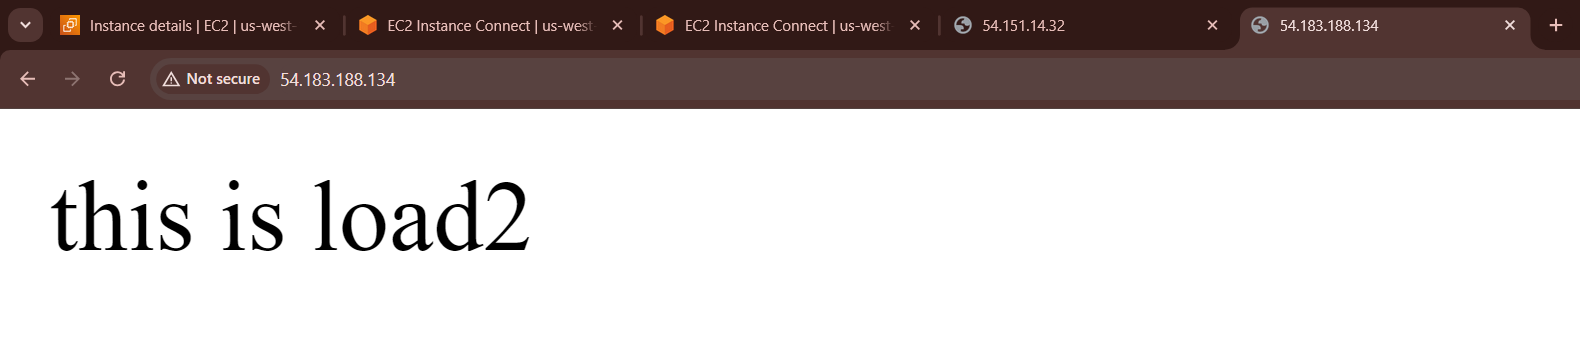 Instance details | EC2 | us-west-
EC2 Instance Connect | us-west-
EC2 Instance Connect | us-west-
54.151.14.32
54.183.188.134
Not secure
54.183.188.134
this is load2